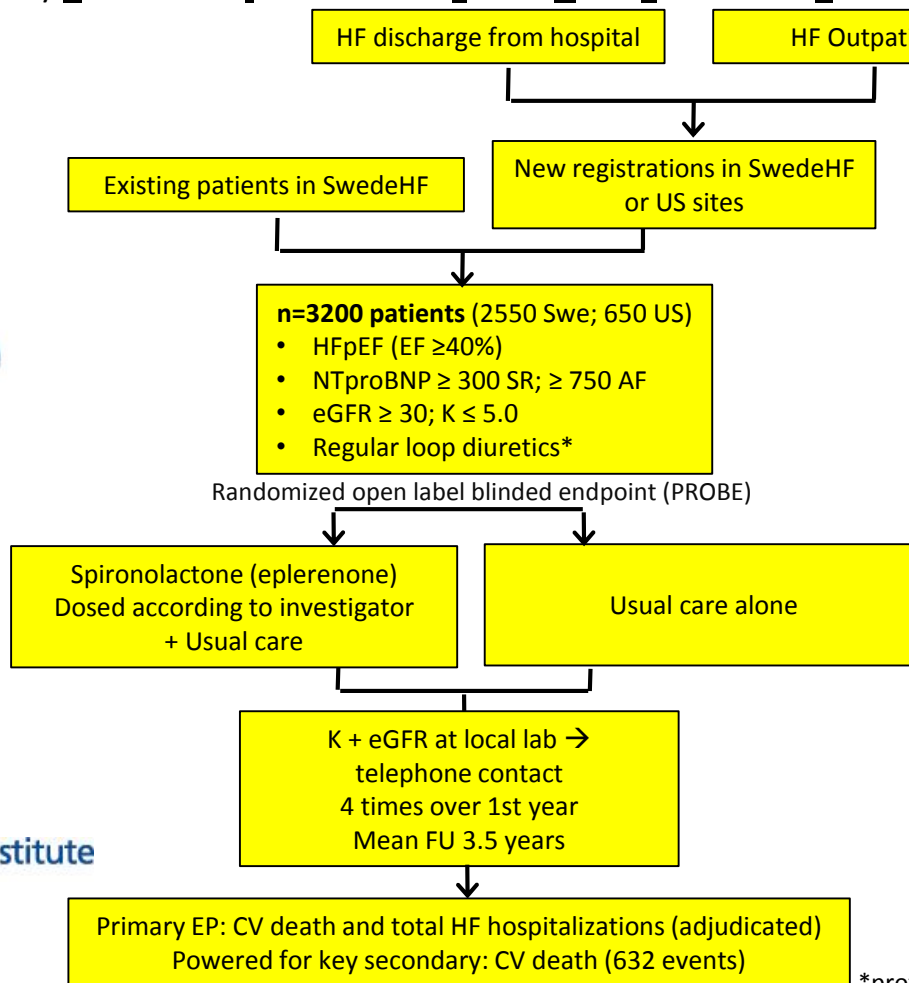 HF discharge from hospital
HF Outpat
Existing patients in SwedeHF
New registrations in SwedeHF
or US sites
n=3200 patients (2550 Swe; 650 US)
• HFpEF (EF ≥40%)
• NTproBNP ≥ 300 SR; ≥ 750 AF
• eGFR ≥ 30; K ≤ 5.0
• Regular loop diuretics*
Randomized open label blinded endpoint (PROBE)
Spironolactone (eplerenone)
Dosed according to investigator
+ Usual care
Usual care alone
K + eGFR at local lab →
telephone contact
4 times over 1st year
Mean FU 3.5 years
stitute
Primary EP: CV death and total HF hospitalizations (adjudicated)
Powered for key secondary: CV death (632 events)
*pro